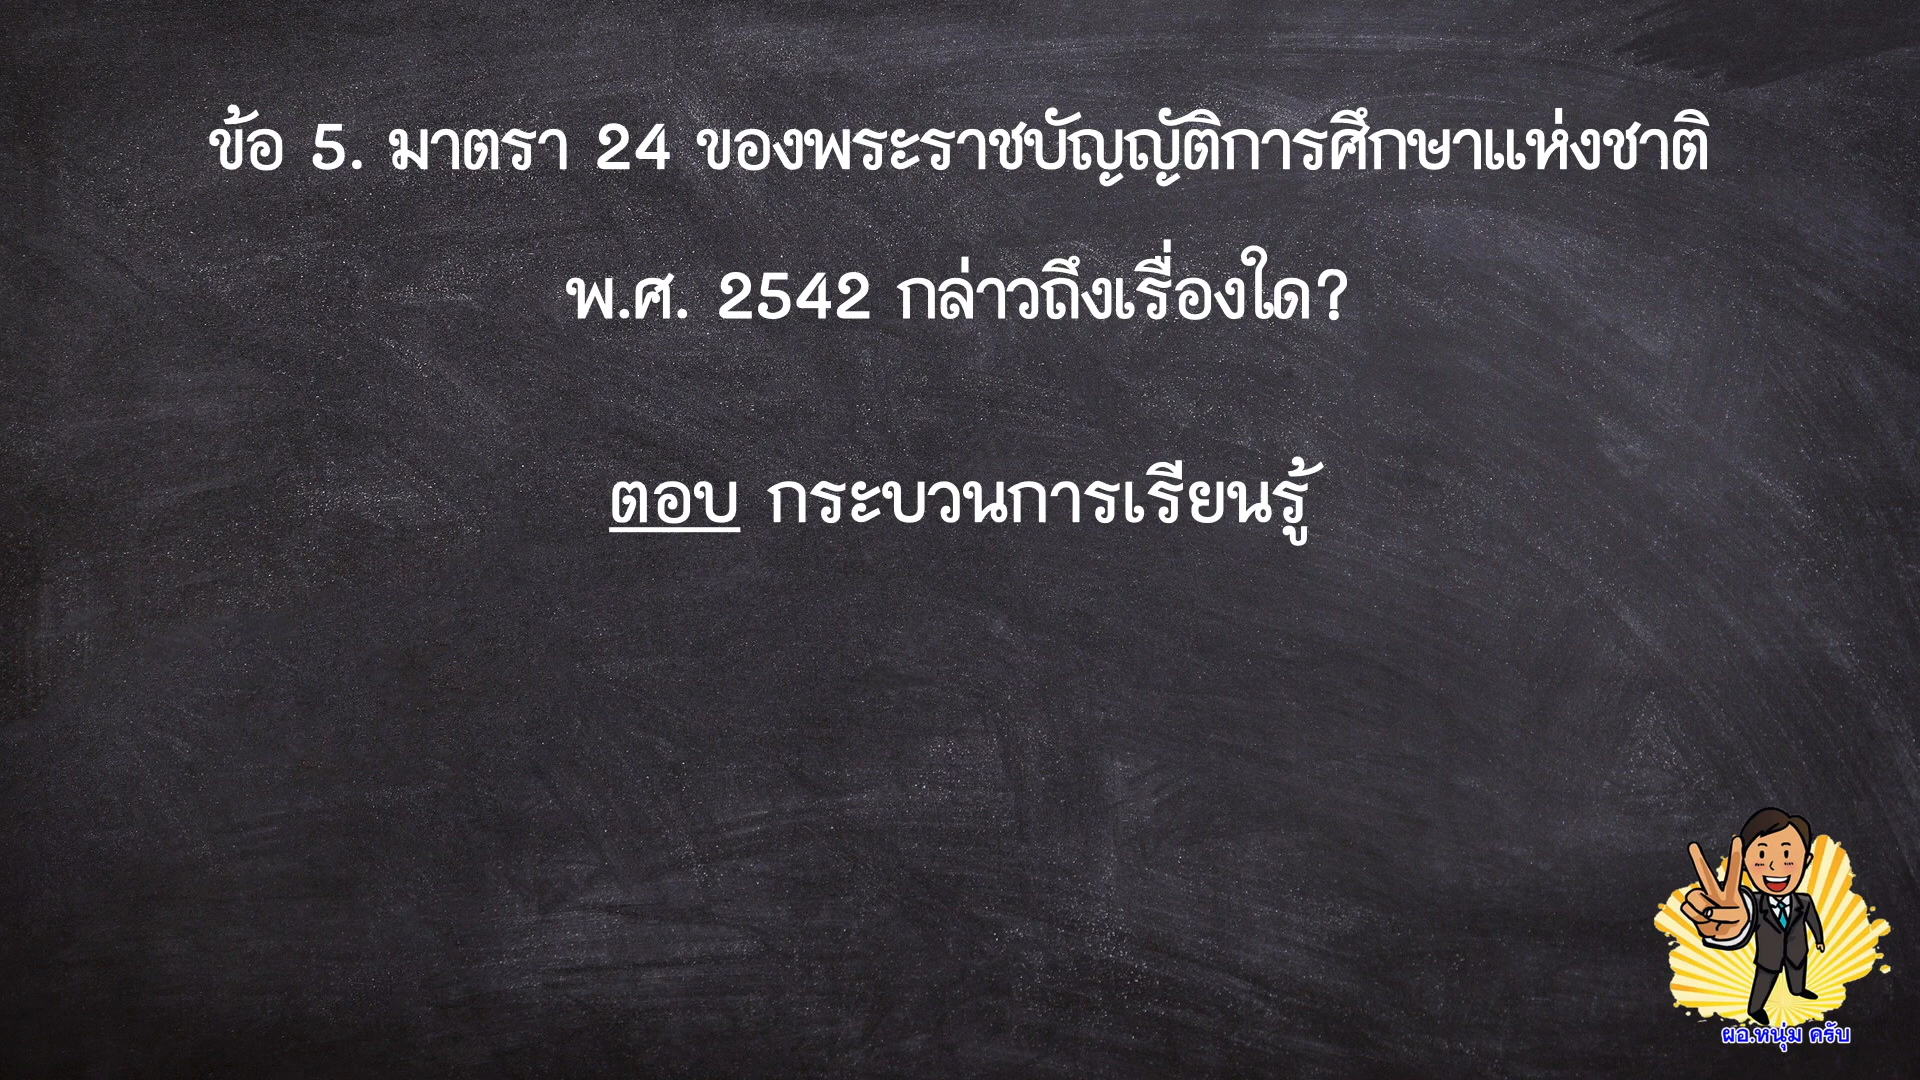 ข้อ 5. มาตรา 24 ของพระราชบัญญัติการศึกษาแห่งชาติ
พ.ศ. 2542 กล่าวถึงเรื่องใด?
ตอบ กระบวนการเรียนรู้
ผอ.หนุ่ม ครับ